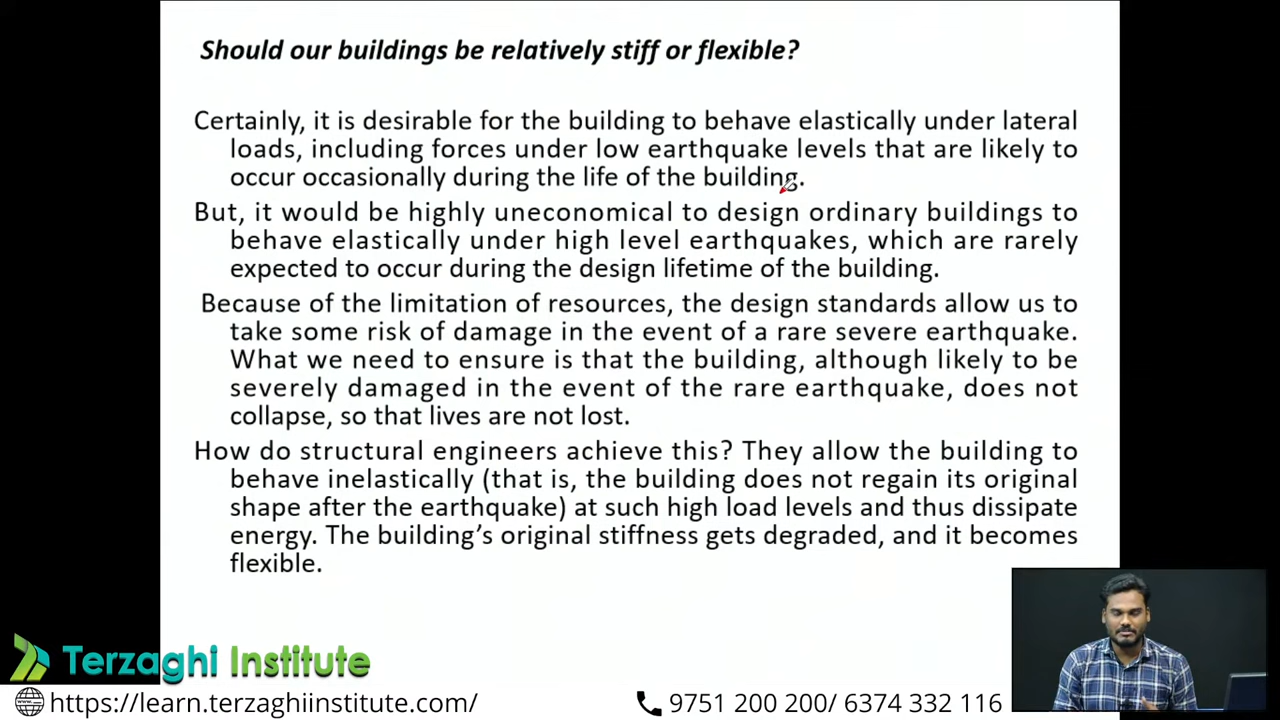 Should our buildings be relatively stiff or flexible?
Certainly, it is desirable for the building to behave elastically under lateral
loads, including forces under low earthquake levels that are likely to
occur occasionally during the life of the building.
But, it would be highly uneconomical to design ordinary buildings to
behave elastically under high level earthquakes, which are rarely
expected to occur during the design lifetime of the building.
Because of the limitation of resources, the design standards allow us to
take some risk of damage in the event of a rare severe earthquake.
What we need to ensure is that the building, although likely to be
severely damaged in the event of the rare earthquake, does not
collapse, so that lives are not lost.
How do structural engineers achieve this? They allow the building to
behave inelastically (that is, the building does not regain its original
shape after the earthquake) at such high load levels and thus dissipate
energy. The building’s original stiffness gets degraded, and it becomes
flexible.
Terzaghi Institute
https://learn.terzaghiinstitute.com/
9751 200 200/ 6374 332 116